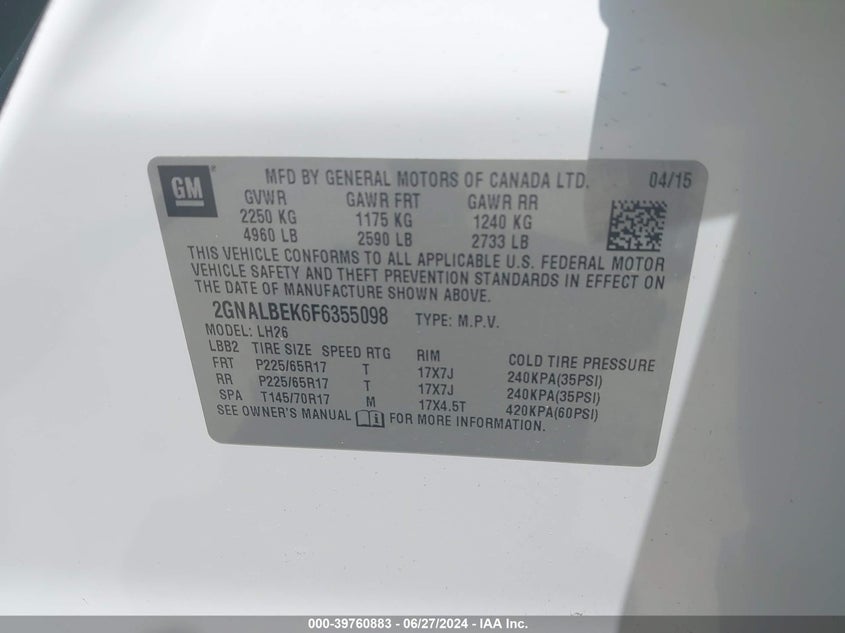 GM
MFD BY GENERAL MOTORS OF CANADA LTD. 04/15
GVWR GAWR FRT GAWR RR
2250 KG 1175 KG 1240 KG
4960 LB 2590 LB 2733 LB
THIS VEHICLE CONFORMS TO ALL APPLICABLE U.S. FEDERAL MOTOR
VEHICLE SAFETY AND THEFT PREVENTION STANDARDS IN EFFECT ON
THE DATE OF MANUFACTURE SHOWN ABOVE.
2GNALBEK6F6355098 TYPE: M.P.V.
MODEL: LH26
LBB2 TIRE SIZE SPEED RTG RIM COLD TIRE PRESSURE
FRT P225/65R17 T 17X7J 240KPA(35PSI)
RR P225/65R17 T 17X7J 240KPA(35PSI)
SPA T145/70R17 M 17X4.5T 420KPA(60PSI)
SEE OWNER'S MANUAL i FOR MORE INFORMATION.
000-39760883 - 06/27/2024 - IAA Inc.